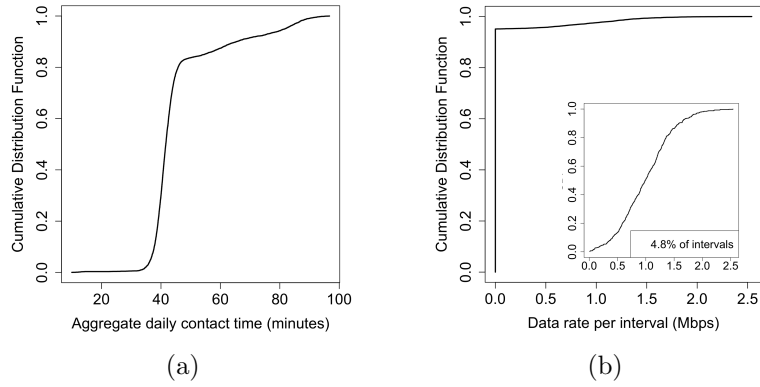 Cumulative Distribution Function
1.0
0.8
0.6
0.4
0.2
0.0
20 40 60 80 100
Aggregate daily contact time (minutes)
(a)
Cumulative Distribution Function
1.0
0.8
0.6
0.4
0.2
0.0
1.0
0.8
0.6
0.4
0.2
0.0
4.8% of intervals
0.0 0.5 1.0 1.5 2.0 2.5
0.0 0.5 1.0 1.5 2.0 2.5
Data rate per interval (Mbps)
(b)